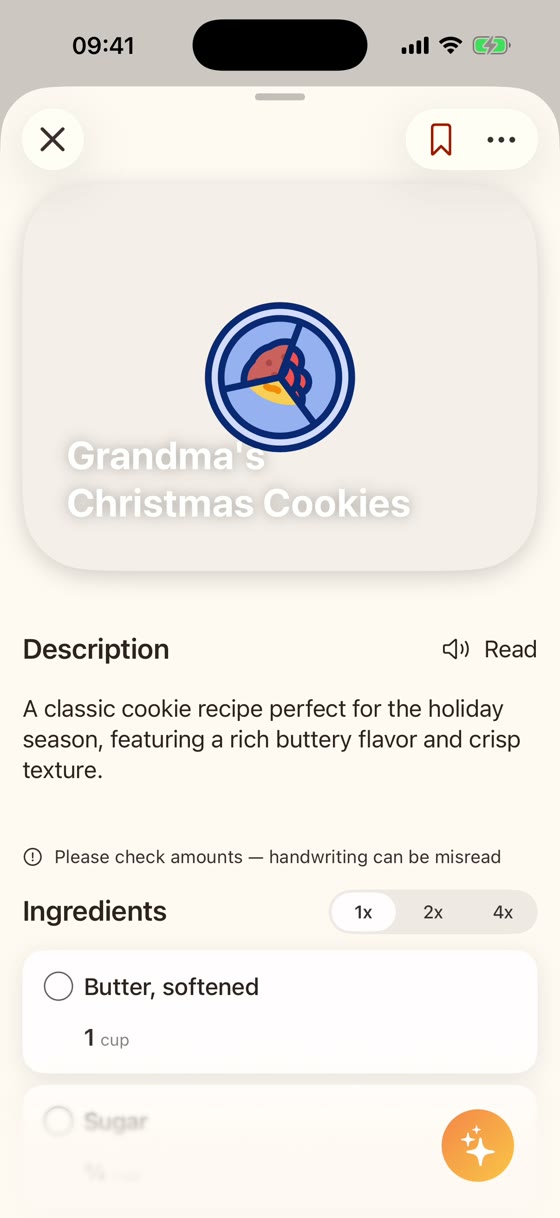 09:41
Grandma's
Christmas Cookies
Description
Read
A classic cookie recipe perfect for the holiday
season, featuring a rich buttery flavor and crisp
texture.
Please check amounts — handwriting can be misread
Ingredients
1x 2x 4x
Butter, softened
1 cup
Sugar